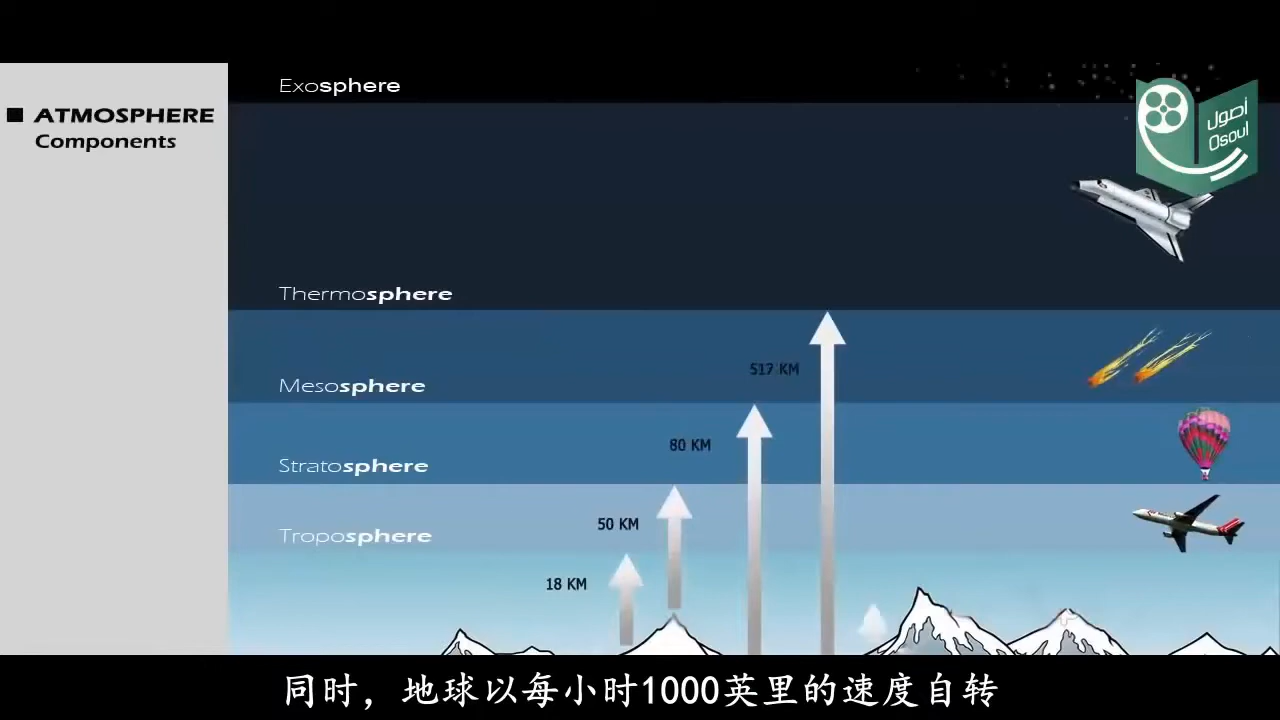 ATMOSPHERE
Components
Exosphere
أصول
Osoul
Thermosphere
517 KM
Mesosphere
80 KM
Stratosphere
50 KM
Troposphere
18 KM
同时，地球以每小时1000英里的速度自转